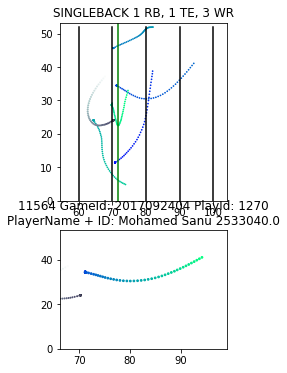 SINGLEBACK 1 RB, 1 TE, 3 WR
50
40
30
20
10
0
60 70 80 90 100
11564 GameId: 2017092404 PlayId: 1270
PlayerName + ID: Mohamed Sanu 2533040.0
40
20
0
70 80 90